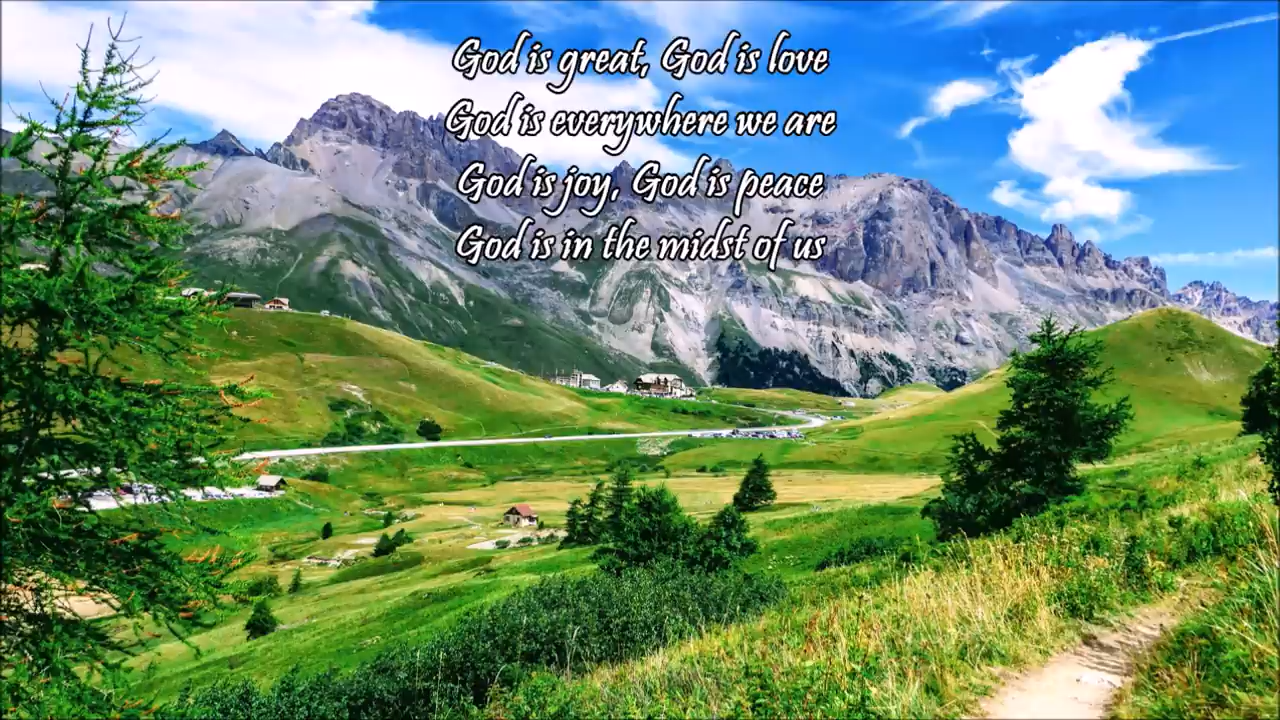 God is great, God is love
God is everywhere we are
God is joy, God is peace
God is in the midst of us